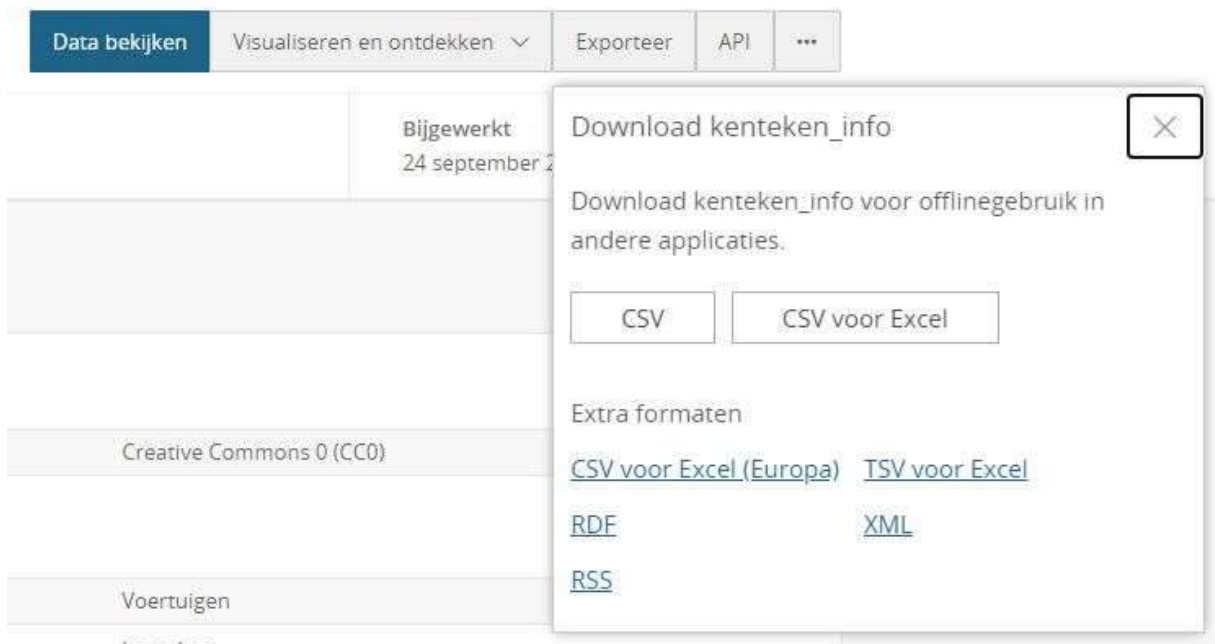 Data bekijken Visualiseren en ontdekken Exporteer API ...
Download kenteken_info
Bijgewerkt
24 september
Download kenteken_info voor offlinegebruik in
andere applicaties.
CSV CSV voor Excel
Extra formaten
Creative Commons 0 (CC0)
CSV voor Excel (Europa) TSV voor Excel
RDF XML
RSS
Voertuigen